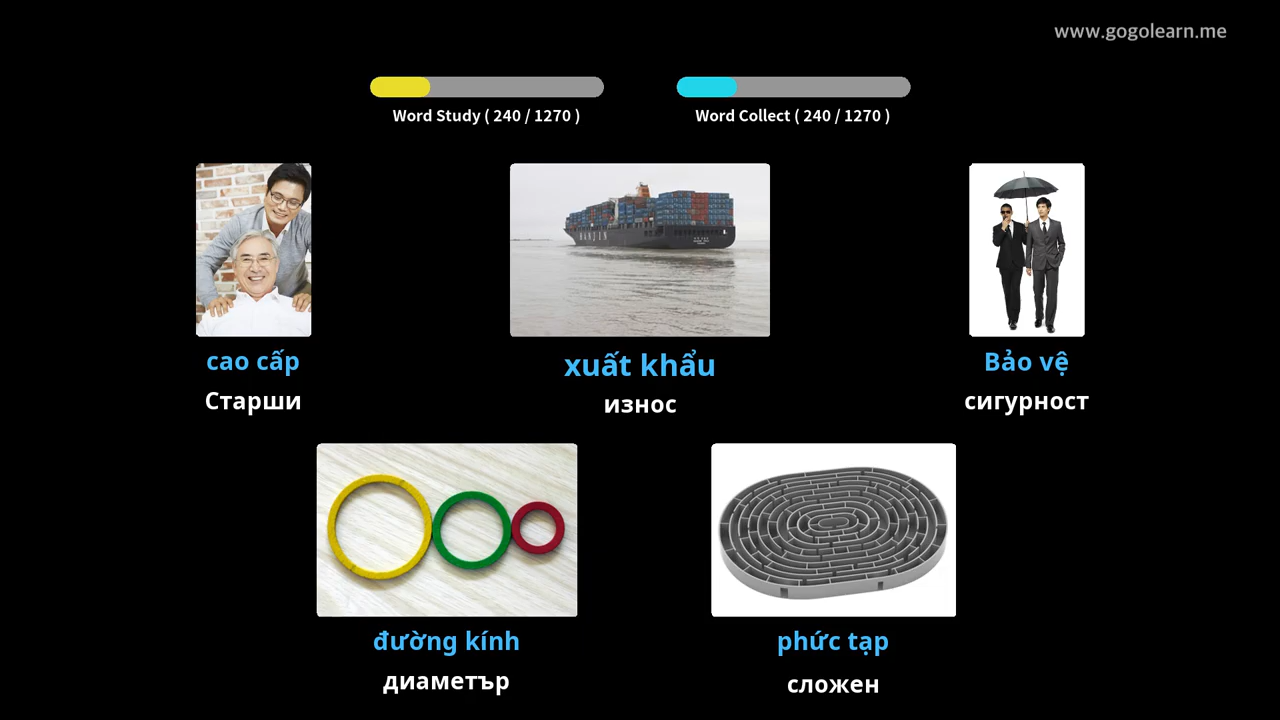 www.gogolearn.me
Word Study ( 240 / 1270 )
Word Collect ( 240 / 1270 )
HANJIN
cao cấp
xuất khẩu
Bảo vệ
Старши
износ
сигурност
đường kính
phức tạp
диаметър
сложен